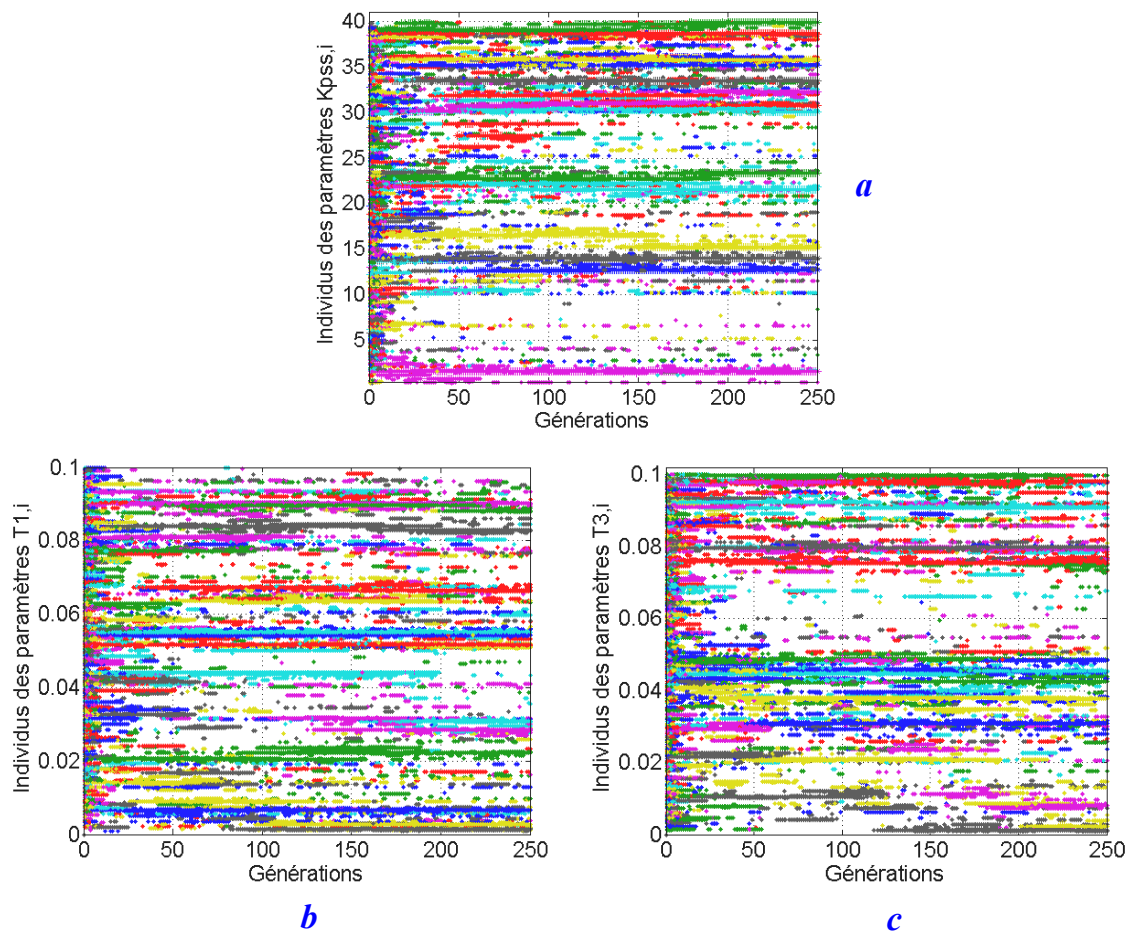 40
35
30
25
20
15
10
5
Individus des paramètres Kpss,i
0 50 100 150 200 250
Générations
a
0.1
0.08
0.06
0.04
0.02
0
Individus des paramètres T1,i
0 50 100 150 200 250
Générations
b
0.1
0.08
0.06
0.04
0.02
0
Individus des paramètres T3,i
0 50 100 150 200 250
Générations
c